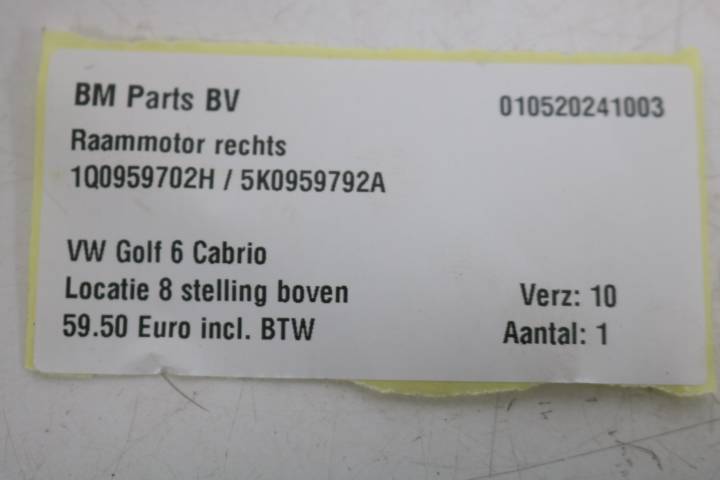 BM Parts BV 010520241003
Raammotor rechts
1Q0959702H / 5K0959792A
VW Golf 6 Cabrio
Locatie 8 stelling boven Verz: 10
59.50 Euro incl. BTW Aantal: 1